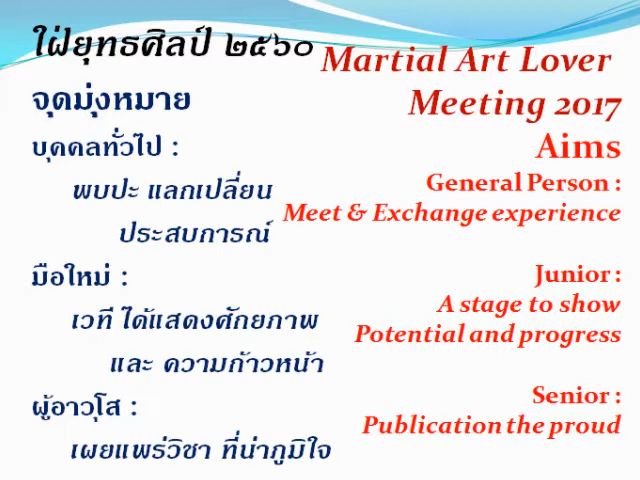 ใฝ่ยุทธศิลป์ ๒๕๖๐
จุดมุ่งหมาย
บุคคลทั่วไป :
พบปะ แลกเปลี่ยน
ประสบการณ์
มือใหม่ :
เวที ได้แสดงศักยภาพ
และ ความก้าวหน้า
ผู้อาวุโส :
เผยแพร่วิชา ที่น่าภูมิใจ
Martial Art Lover
Meeting 2017
Aims
General Person :
Meet & Exchange experience
Junior :
A stage to show
Potential and progress
Senior :
Publication the proud